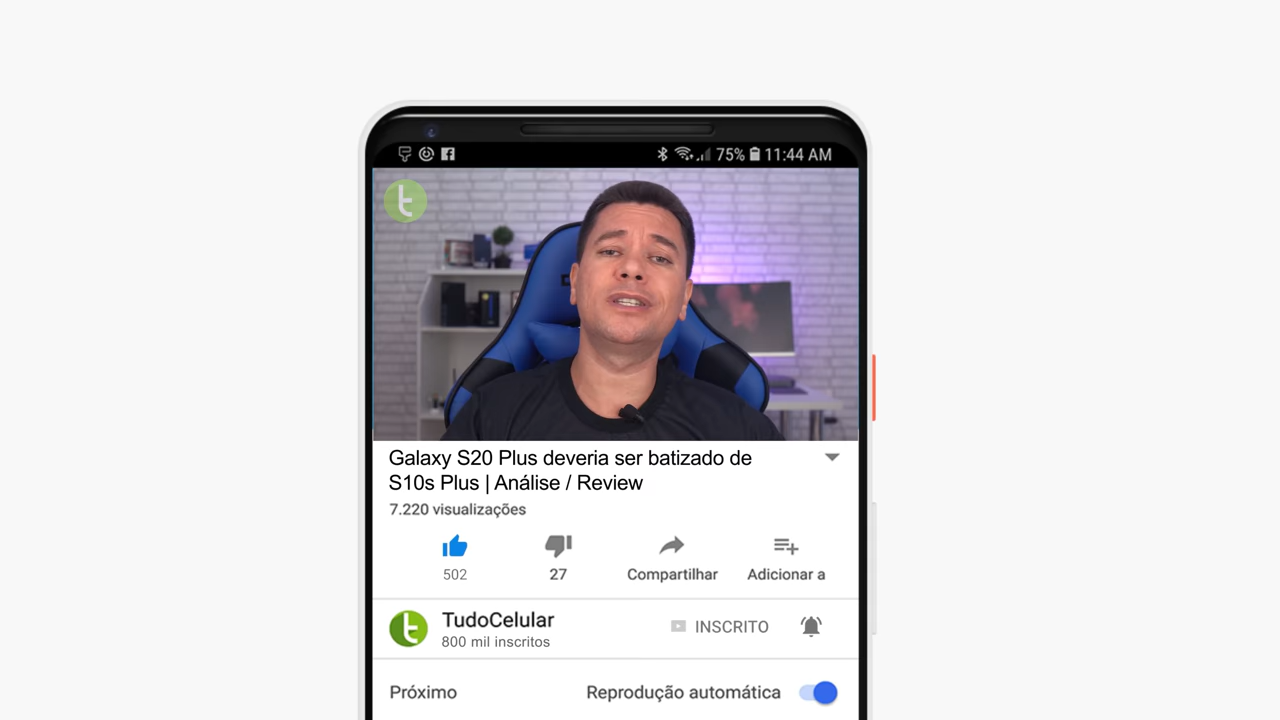 75% 11:44 AM
t
Galaxy S20 Plus deveria ser batizado de
S10s Plus | Análise / Review
7.220 visualizações
502 27 Compartilhar Adicionar a
t
TudoCelular
800 mil inscritos
INSCRITO
Próximo Reprodução automática